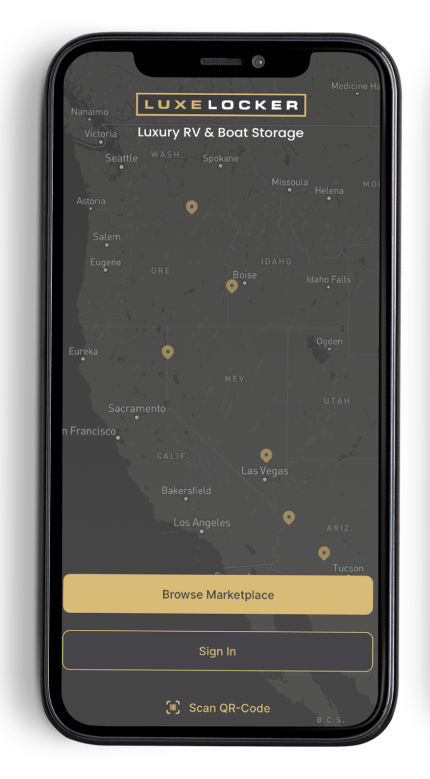 Medicine Ha
LUXELOCKER
Nanaimo
Luxury RV & Boat Storage
Victoria
Seattle
WASH.
Spokane
Missoula
MO
Helena
Astoria
Salem
Eugene
ORE.
IDAHO
Boise
Idaho Falls
Ogden
Eureka
NEV.
UTAH
Sacramento
n Francisco
CALIF.
Las Vegas
Bakersfield
Los Angeles
ARIZ.
Tucson
Browse Marketplace
Sign In
Scan QR-Code
B.C.S.